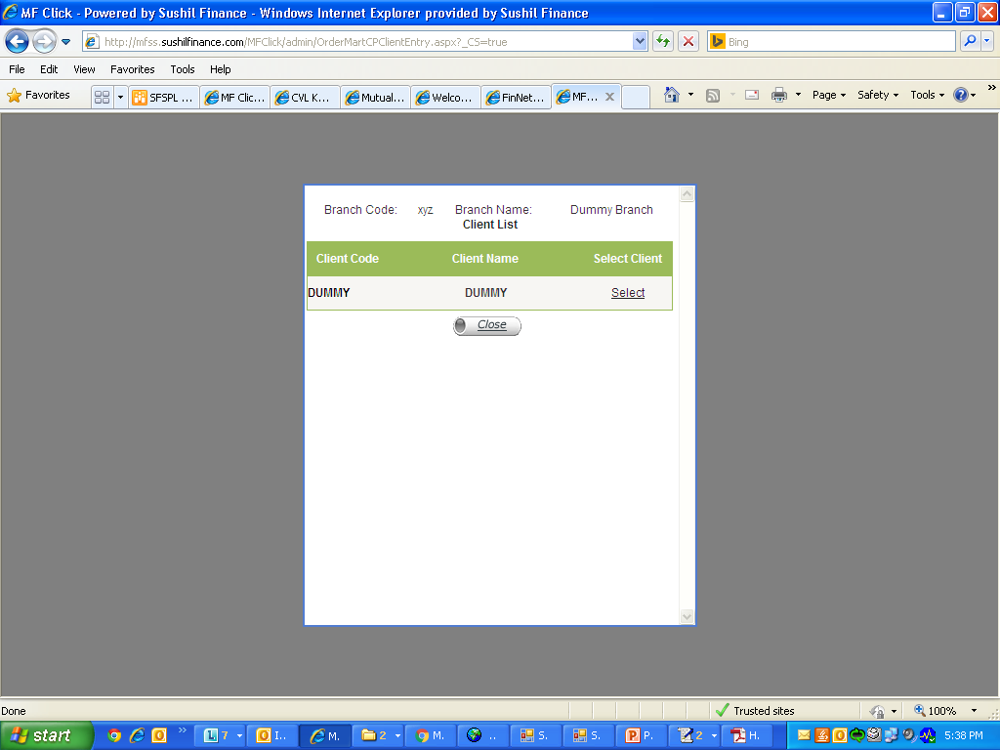 MF Click - Powered by Sushil Finance - Windows Internet Explorer provided by Sushil Finance
http://mfss.sushilfinance.com/MFClick/admin/OrderMartCPClientEntry.aspx?_CS=true
Bing
File Edit View Favorites Tools Help
Favorites SFSPL ... MF Clic... CVL K... Mutual... Welco... FinNet... MF... Page Safety Tools
Branch Code: xyz Branch Name: Dummy Branch
Client List
Client Code Client Name Select Client
DUMMY DUMMY Select
Close
Done Trusted sites 100%
start 7 I... M. 2 M. .. S. S. P. 2 H. 5:38 PM